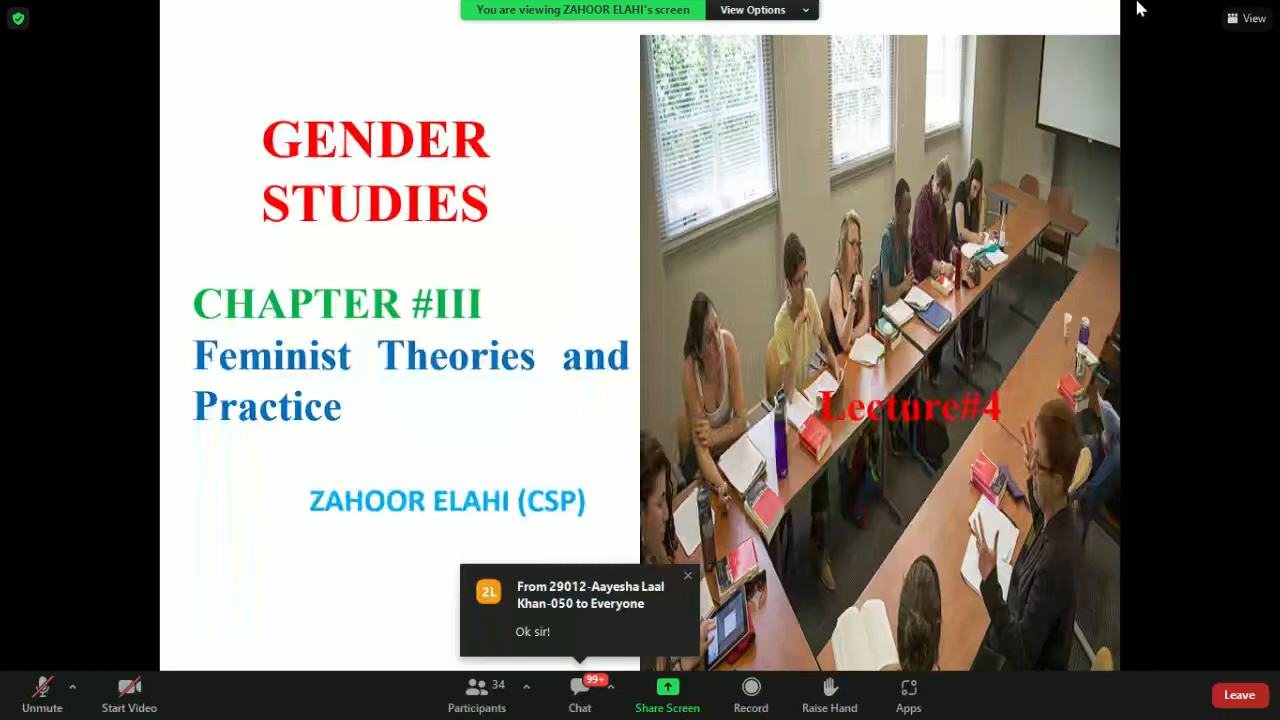 You are viewing ZAHOOR ELAHI's screen
View Options
View
GENDER
STUDIES
CHAPTER #III
Feminist Theories and
Practice
Lecture#4
ZAHOOR ELAHI (CSP)
2L
From 29012-Aayesha Laal
Khan-050 to Everyone
Ok sir!
Unmute
Start Video
34
Participants
99+
Chat
Share Screen
Record
Raise Hand
Apps
Leave